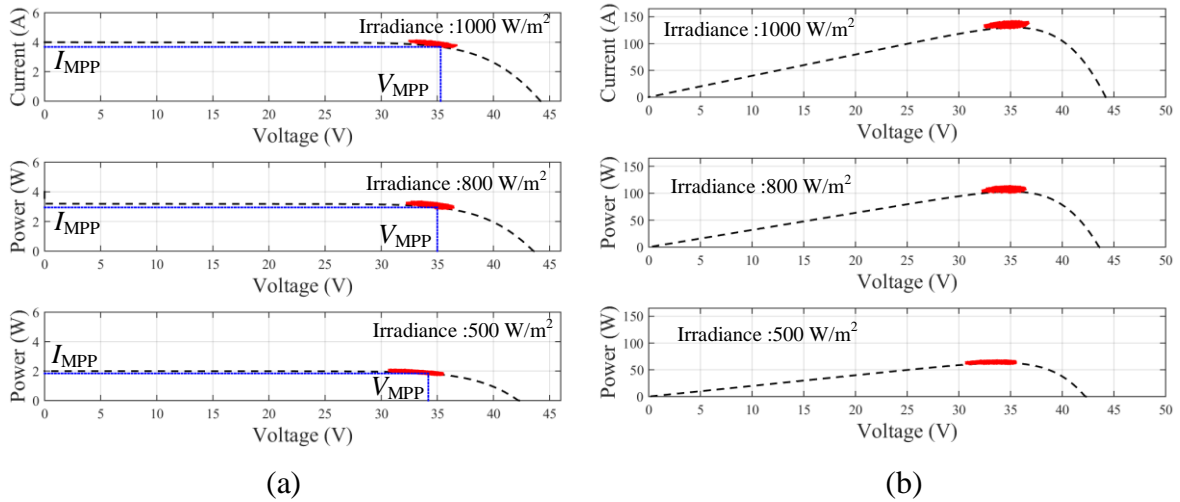 Current (A)
6
4
2
0
Irradiance :1000 W/m²
I_MPP
V_MPP
0 5 10 15 20 25 30 35 40 45
Voltage (V)
Power (W)
6
4
2
0
Irradiance :800 W/m²
I_MPP
V_MPP
0 5 10 15 20 25 30 35 40 45
Voltage (V)
Power (W)
6
4
2
0
Irradiance :500 W/m²
I_MPP
V_MPP
0 5 10 15 20 25 30 35 40 45
Voltage (V)
(a)
Current (A)
150
100
50
0
Irradiance :1000 W/m²
0 5 10 15 20 25 30 35 40 45 50
Voltage (V)
Power (W)
150
100
50
0
Irradiance :800 W/m²
0 5 10 15 20 25 30 35 40 45 50
Voltage (V)
Power (W)
150
100
50
0
Irradiance :500 W/m²
0 5 10 15 20 25 30 35 40 45 50
Voltage (V)
(b)